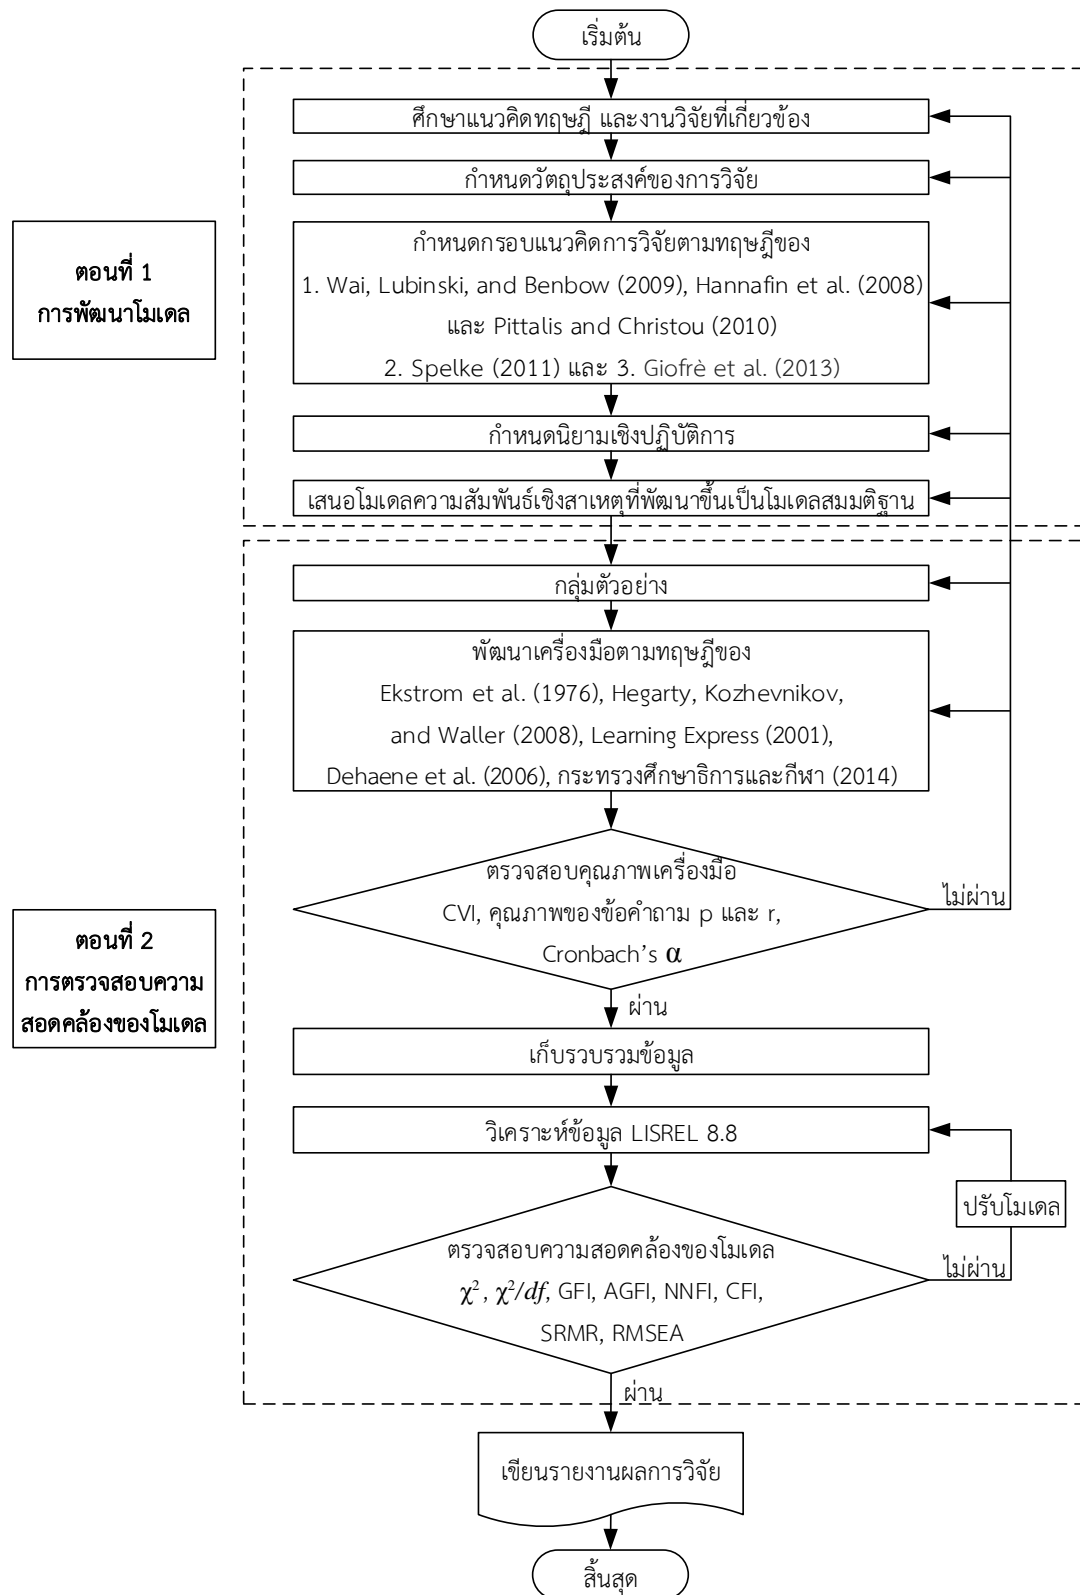 เริ่มต้น
ศึกษาแนวคิดทฤษฎี และงานวิจัยที่เกี่ยวข้อง
กำหนดวัตถุประสงค์ของการวิจัย
ตอนที่ 1
การพัฒนาโมเดล
กำหนดกรอบแนวคิดการวิจัยตามทฤษฎีของ
1. Wai, Lubinski, and Benbow (2009), Hannafin et al. (2008)
และ Pittalis and Christou (2010)
2. Spelke (2011) และ 3. Giofrè et al. (2013)
กำหนดนิยามเชิงปฏิบัติการ
เสนอโมเดลความสัมพันธ์เชิงสาเหตุที่พัฒนาขึ้นเป็นโมเดลสมมติฐาน
กลุ่มตัวอย่าง
พัฒนาเครื่องมือตามทฤษฎีของ
Ekstrom et al. (1976), Hegarty, Kozhevnikov,
and Waller (2008), Learning Express (2001),
Dehaene et al. (2006), กระทรวงศึกษาธิการและกีฬา (2014)
ตรวจสอบคุณภาพเครื่องมือ
CVI, คุณภาพของข้อคำถาม p และ r,
Cronbach’s α
ไม่ผ่าน
ผ่าน
ตอนที่ 2
การตรวจสอบความ
สอดคล้องของโมเดล
เก็บรวบรวมข้อมูล
วิเคราะห์ข้อมูล LISREL 8.8
ปรับโมเดล
ตรวจสอบความสอดคล้องของโมเดล
χ², χ²/df, GFI, AGFI, NNFI, CFI,
SRMR, RMSEA
ไม่ผ่าน
ผ่าน
เขียนรายงานผลการวิจัย
สิ้นสุด